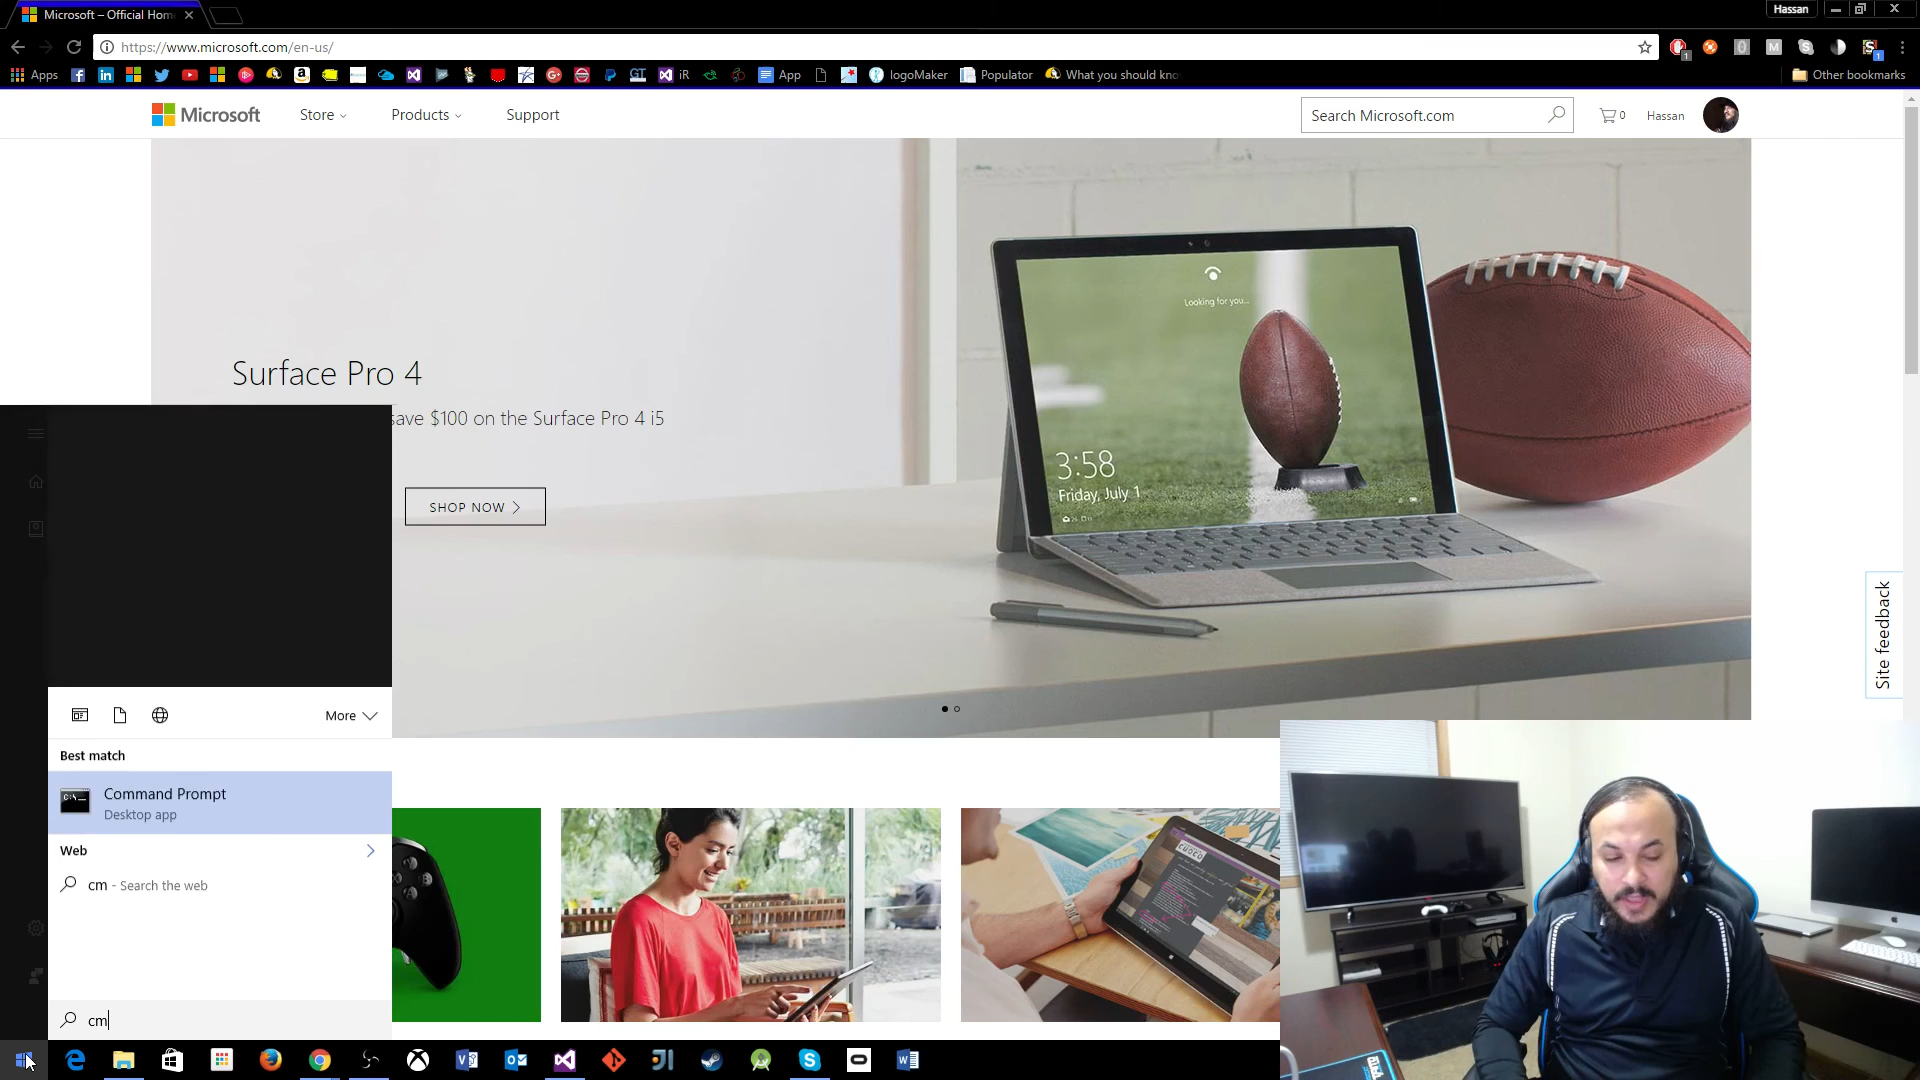 Microsoft – Official Hom
Hassan
https://www.microsoft.com/en-us/
Apps
iR
App
logoMaker
Populator
What you should kno
Other bookmarks
Microsoft
Store
Products
Support
Search Microsoft.com
0
Hassan
Looking for you...
3:58
Friday, July 1
Surface Pro 4
save $100 on the Surface Pro 4 i5
SHOP NOW
Site feedback
More
Best match
Command Prompt
Desktop app
Web
cm - Search the web
cm